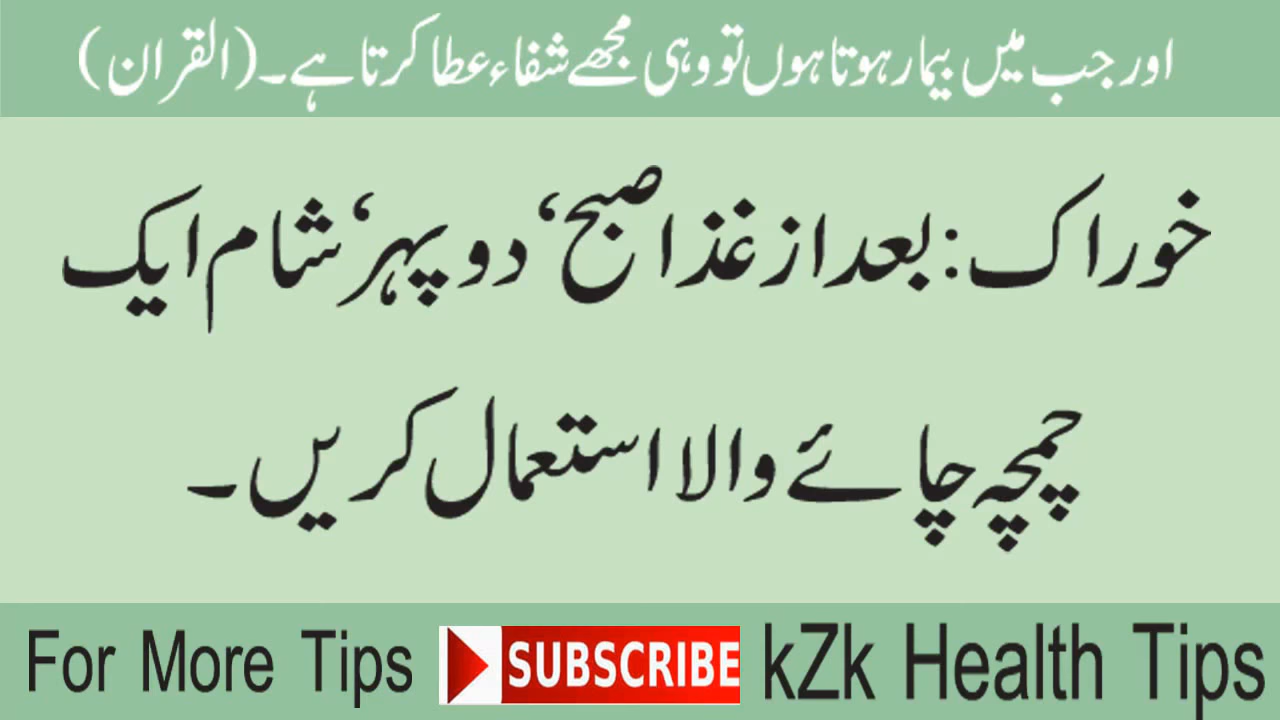 اور جب میں بیمار ہوتا ہوں تو وہی مجھے شفاء عطا کرتا ہے۔ (القران)
خوراک: بعد از غذا صبح‘ دوپہر‘ شام ایک
چمچہ چائے والا استعمال کریں۔
For More Tips SUBSCRIBE kZk Health Tips